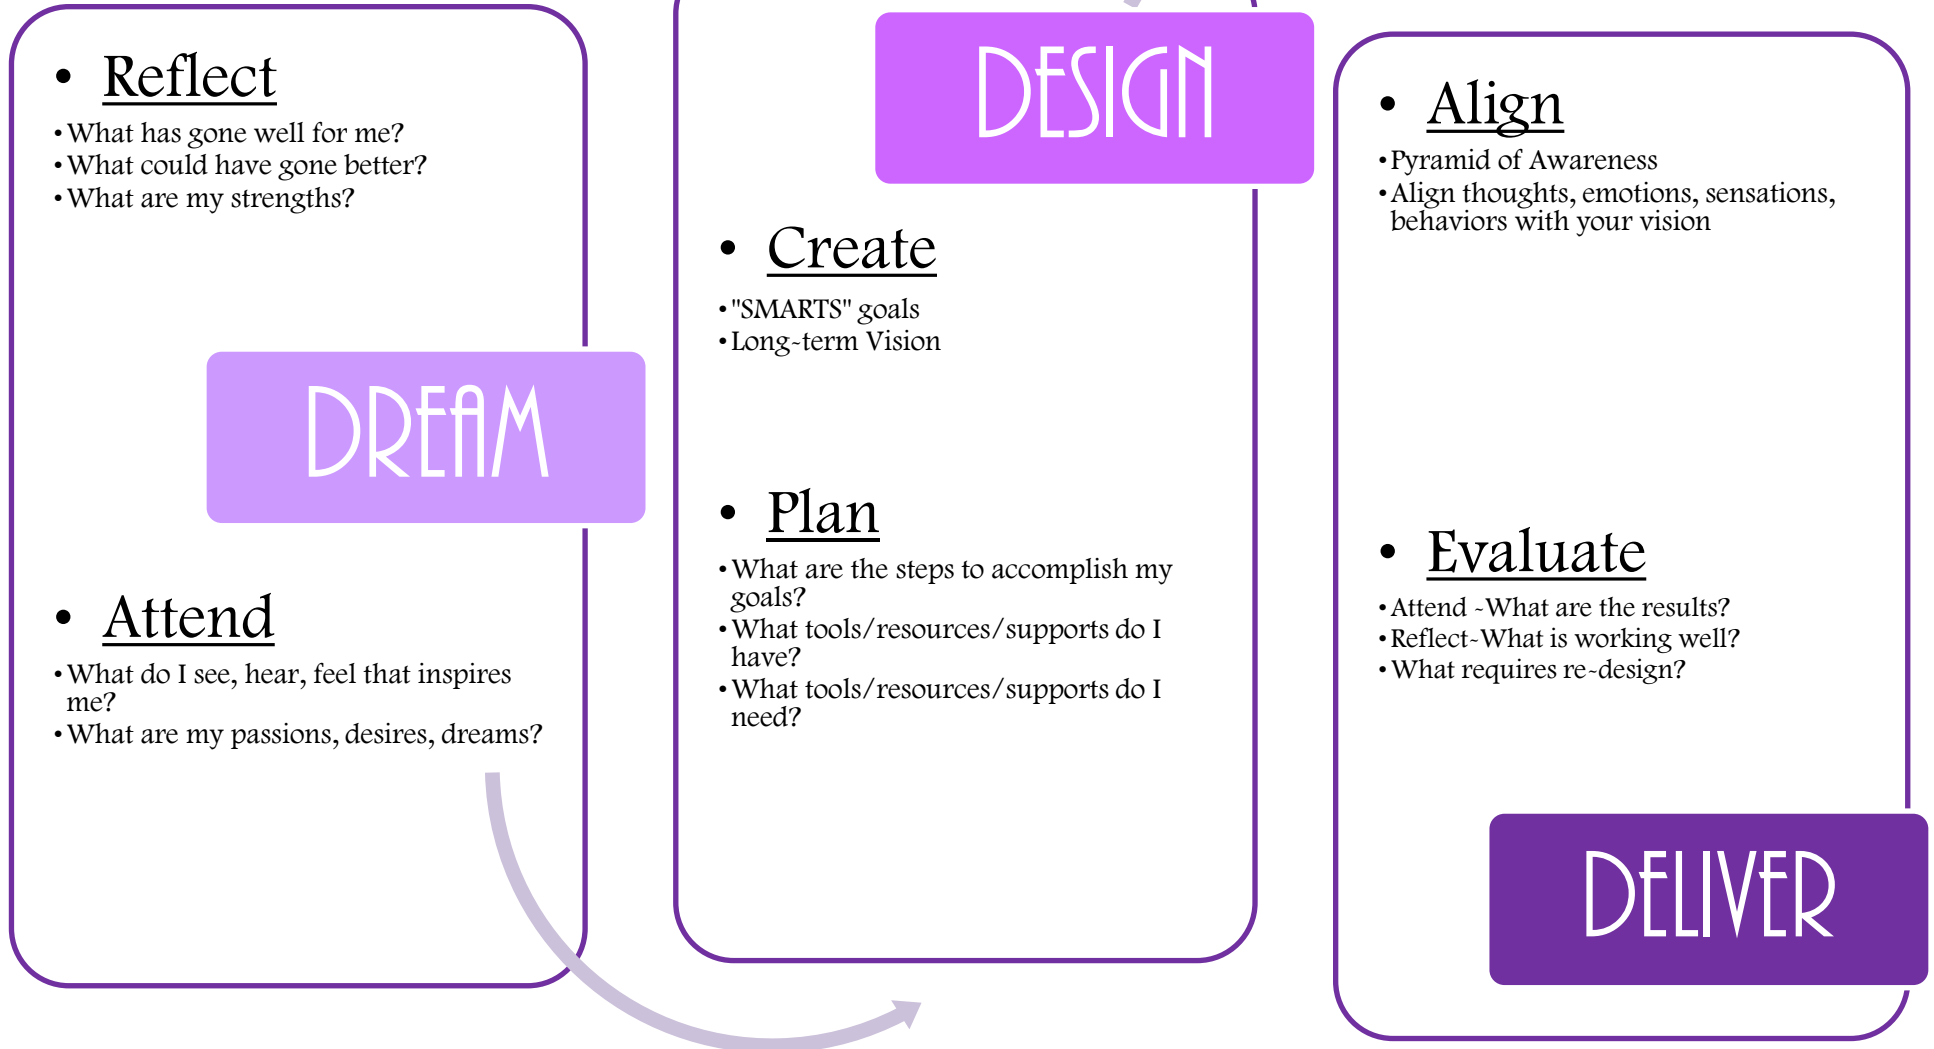 • Reflect
•What has gone well for me?
•What could have gone better?
•What are my strengths?
DREAM
• Attend
•What do I see, hear, feel that inspires
me?
•What are my passions, desires, dreams?
DESIGN
• Create
•"SMARTS" goals
•Long-term Vision
• Plan
•What are the steps to accomplish my
goals?
•What tools/resources/supports do I
have?
•What tools/resources/supports do I
need?
• Align
•Pyramid of Awareness
•Align thoughts, emotions, sensations,
behaviors with your vision
• Evaluate
•Attend -What are the results?
•Reflect-What is working well?
•What requires re-design?
DELIVER